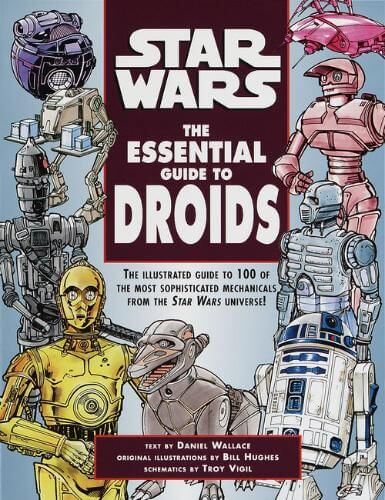 STAR
WARS
THE
ESSENTIAL
GUIDE TO
DROIDS
THE ILLUSTRATED GUIDE TO 100 OF
THE MOST SOPHISTICATED MECHANICALS
FROM THE STAR WARS UNIVERSE!
TEXT BY DANIEL WALLACE
ORIGINAL ILLUSTRATIONS BY BILL HUGHES
SCHEMATICS BY TROY VIGIL